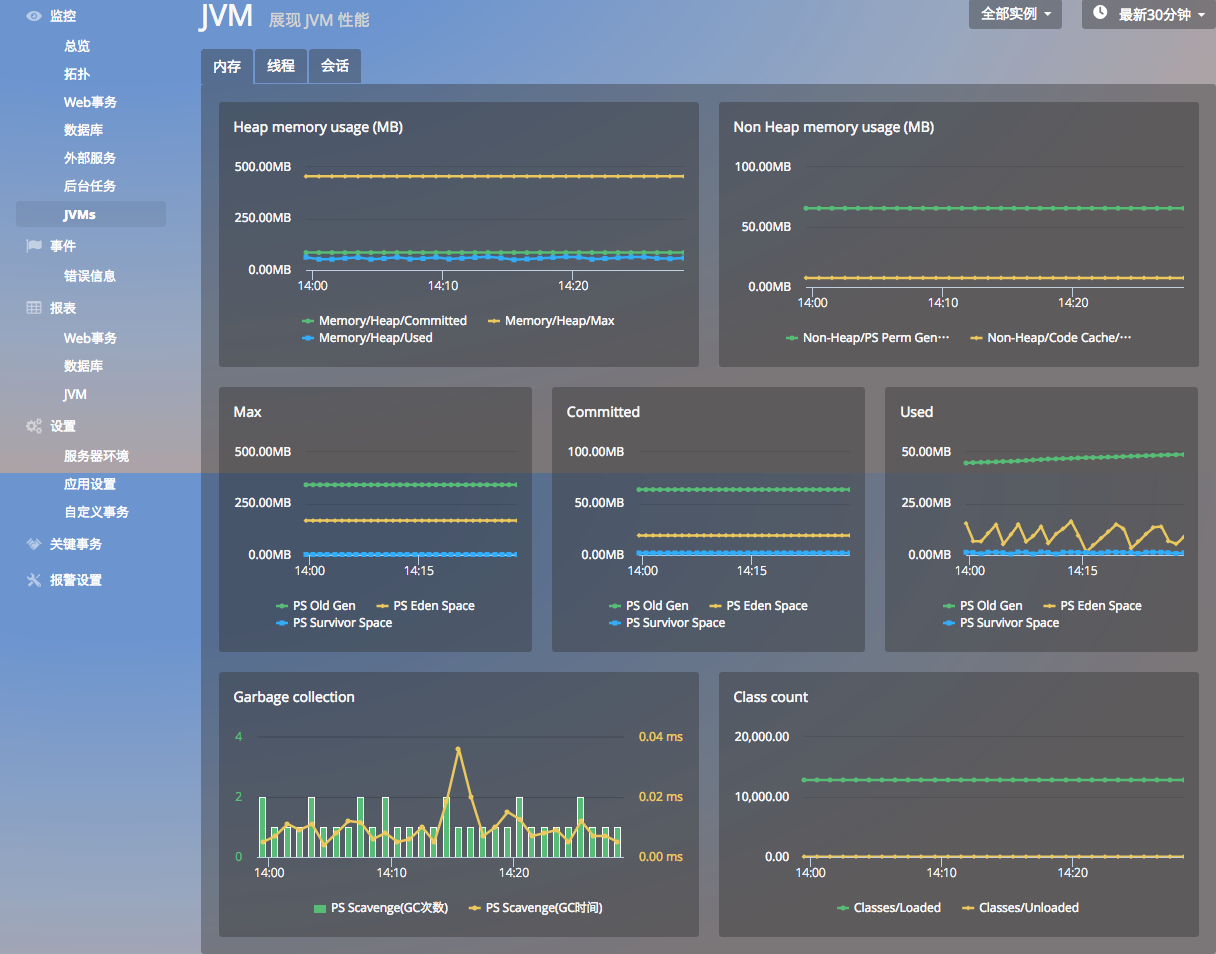 监控
总览
拓扑
Web事务
数据库
外部服务
后台任务
JVMs
事件
错误信息
报表
Web事务
数据库
JVM
设置
服务器环境
应用设置
自定义事务
关键事务
报警设置
JVM 展现 JVM 性能
全部实例 最新30分钟
内存 线程 会话
Heap memory usage (MB)
500.00MB
250.00MB
0.00MB
14:00 14:10 14:20
Memory/Heap/Committed Memory/Heap/Max
Memory/Heap/Used
Non Heap memory usage (MB)
100.00MB
50.00MB
0.00MB
14:00 14:10 14:20
Non-Heap/PS Perm Gen··· Non-Heap/Code Cache/···
Max
500.00MB
250.00MB
0.00MB
14:00 14:15
PS Old Gen PS Eden Space
PS Survivor Space
Committed
100.00MB
50.00MB
0.00MB
14:00 14:15
PS Old Gen PS Eden Space
PS Survivor Space
Used
50.00MB
25.00MB
0.00MB
14:00 14:15
PS Old Gen PS Eden Space
PS Survivor Space
Garbage collection
4 0.04 ms
2 0.02 ms
0 0.00 ms
14:00 14:10 14:20
PS Scavenge(GC次数) PS Scavenge(GC时间)
Class count
20,000.00
10,000.00
0.00
14:00 14:10 14:20
Classes/Loaded Classes/Unloaded